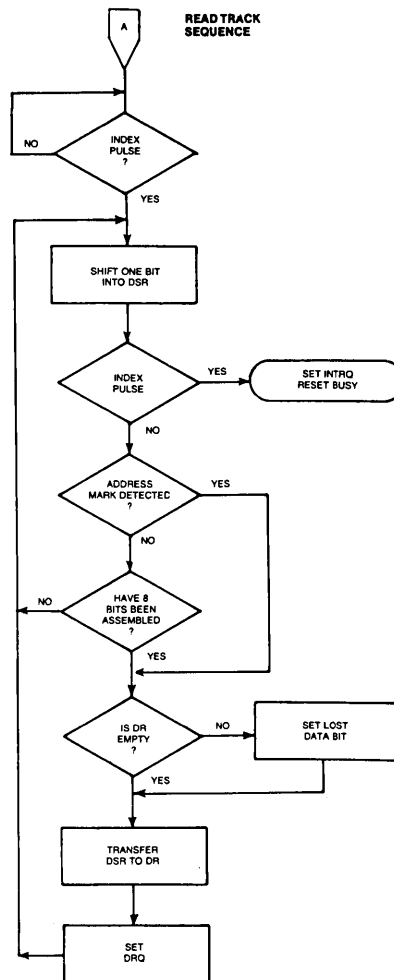 A
READ TRACK
SEQUENCE
INDEX
PULSE
?
NO
YES
SHIFT ONE BIT
INTO DSR
INDEX
PULSE
YES
SET INTRQ
RESET BUSY
NO
ADDRESS
MARK DETECTED
?
YES
NO
HAVE 8
BITS BEEN
ASSEMBLED
?
NO
YES
IS DR
EMPTY
?
NO
SET LOST
DATA BIT
YES
TRANSFER
DSR TO DR
SET
DRQ